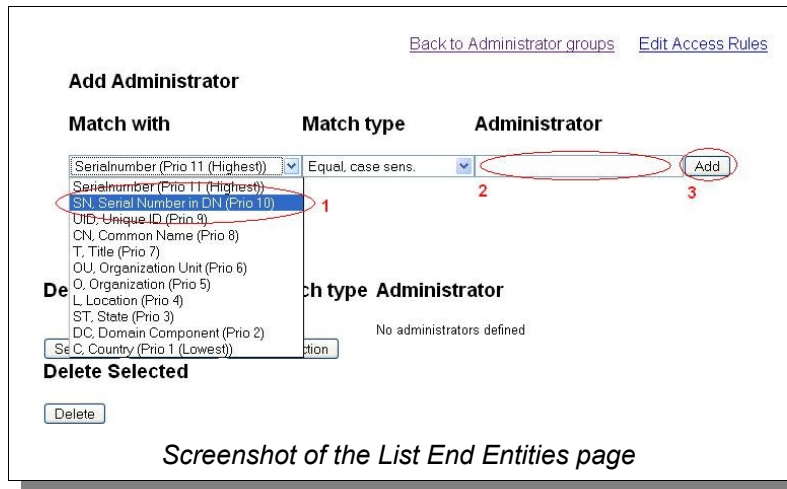 Back to Administrator groups Edit Access Rules
Add Administrator
Match with Match type Administrator
Serialnumber (Prio 11 (Highest)) Equal, case sens. Add
Serialnumber (Prio 11 (Highest))
SN, Serial Number in DN (Prio 10) 1 2 3
UID, Unique ID (Prio 9)
CN, Common Name (Prio 8)
T, Title (Prio 7)
OU, Organization Unit (Prio 6)
O, Organization (Prio 5)
De ch type Administrator
L, Location (Prio 4)
ST, State (Prio 3)
DC, Domain Component (Prio 2) No administrators defined
Se C, Country (Prio 1 (Lowest)) ction
Delete Selected
Delete
Screenshot of the List End Entities page